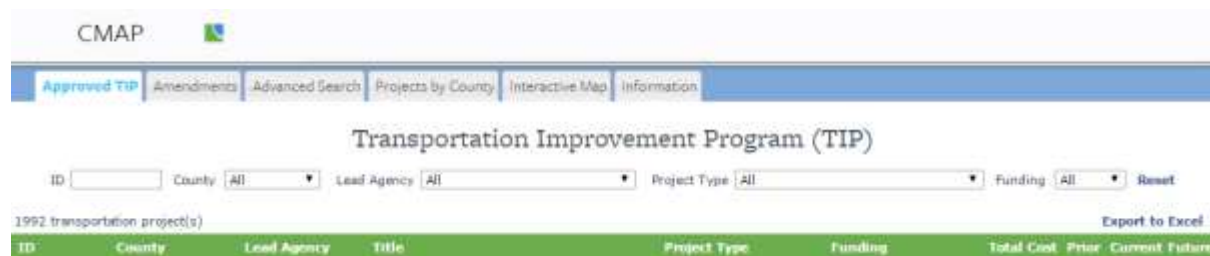 CMAP
Approved TIP Amendments Advanced Search Projects by County Interactive Map Information
Transportation Improvement Program (TIP)
ID County All Lead Agency All Project Type All Funding All Reset
1992 transportation project(s) Export to Excel
ID County Lead Agency Title Project Type Funding Total Cost Prior Current Future